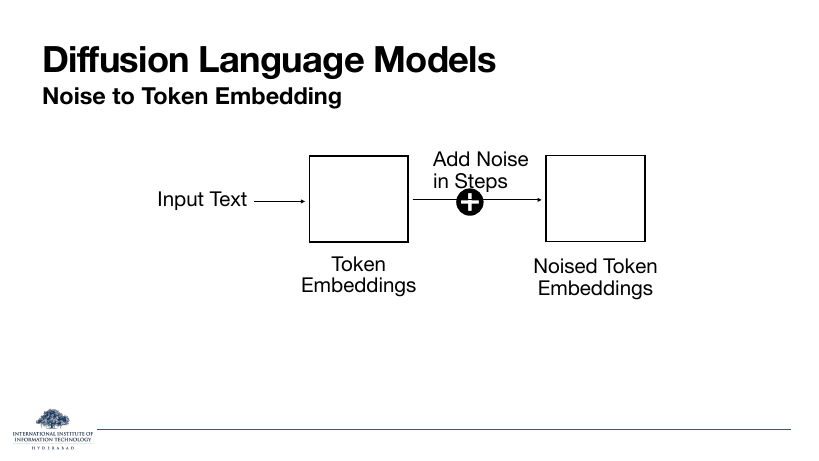 Diffusion Language Models
Noise to Token Embedding
Add Noise
in Steps
Input Text
Token
Embeddings
Noised Token
Embeddings
INTERNATIONAL INSTITUTE OF
INFORMATION TECHNOLOGY
HYDERABAD